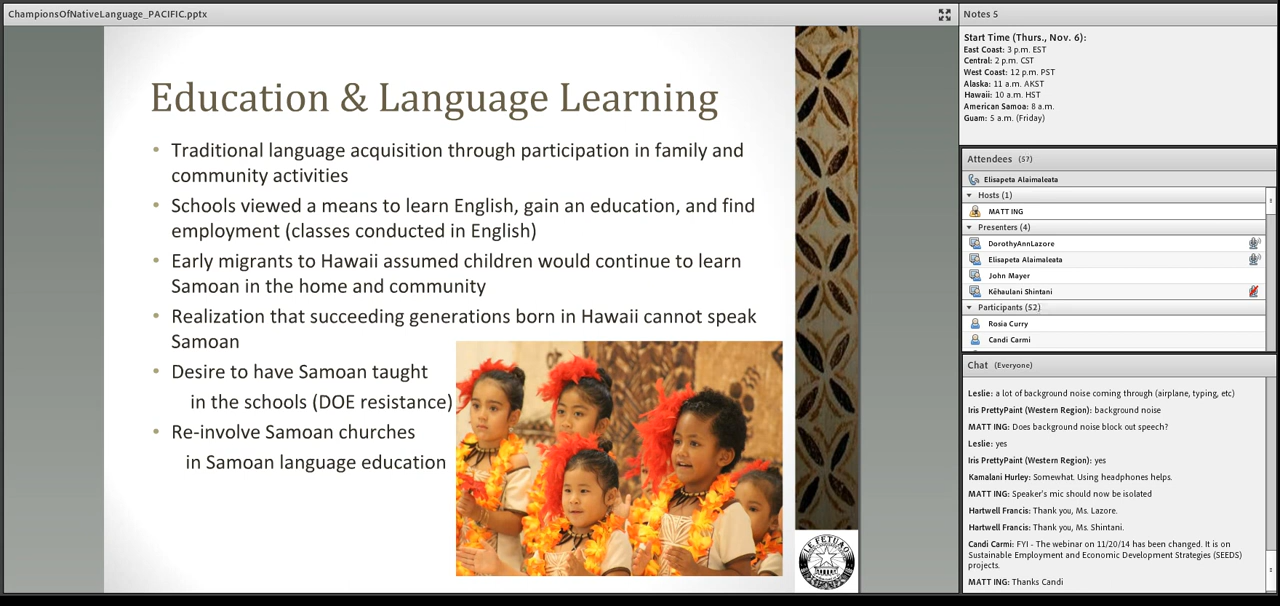 ChampionsOfNativeLanguage_PACIFIC.pptx
Education & Language Learning
• Traditional language acquisition through participation in family and
community activities
• Schools viewed a means to learn English, gain an education, and find
employment (classes conducted in English)
• Early migrants to Hawaii assumed children would continue to learn
Samoan in the home and community
• Realization that succeeding generations born in Hawaii cannot speak
Samoan
• Desire to have Samoan taught
in the schools (DOE resistance)
• Re-involve Samoan churches
in Samoan language education
LE FETUAO
Notes 5
Start Time (Thurs., Nov. 6):
East Coast: 3 p.m. EST
Central: 2 p.m. CST
West Coast: 12 p.m. PST
Alaska: 11 a.m. AKST
Hawaii: 10 a.m. HST
American Samoa: 8 a.m.
Guam: 5 a.m. (Friday)
Attendees (57)
Elisapeta Alaimaleata
Hosts (1)
MATT ING
Presenters (4)
DorothyAnnLazore
Elisapeta Alaimaleata
John Mayer
Kēhaulani Shintani
Participants (52)
Rosia Curry
Candi Carmi
Chat (Everyone)
Leslie: a lot of background noise coming through (airplane, typing, etc)
Iris PrettyPaint (Western Region): background noise
MATT ING: Does background noise block out speech?
Leslie: yes
Iris PrettyPaint (Western Region): yes
Kamalani Hurley: Somewhat. Using headphones helps.
MATT ING: Speaker's mic should now be isolated
Hartwell Francis: Thank you, Ms. Lazore.
Hartwell Francis: Thank you, Ms. Shintani.
Candi Carmi: FYI - The webinar on 11/20/14 has been changed. It is on
Sustainable Employment and Economic Development Strategies (SEEDS)
projects.
MATT ING: Thanks Candi